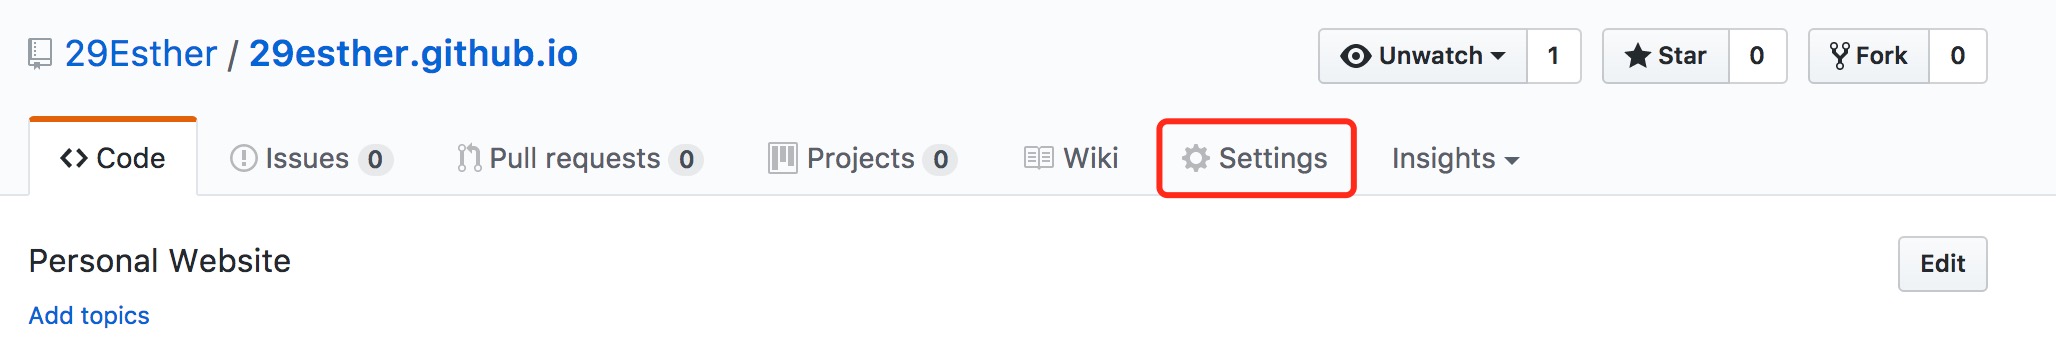 29Esther / 29esther.github.io
Unwatch 1 Star 0 Fork 0
Code Issues 0 Pull requests 0 Projects 0 Wiki Settings Insights
Personal Website
Edit
Add topics